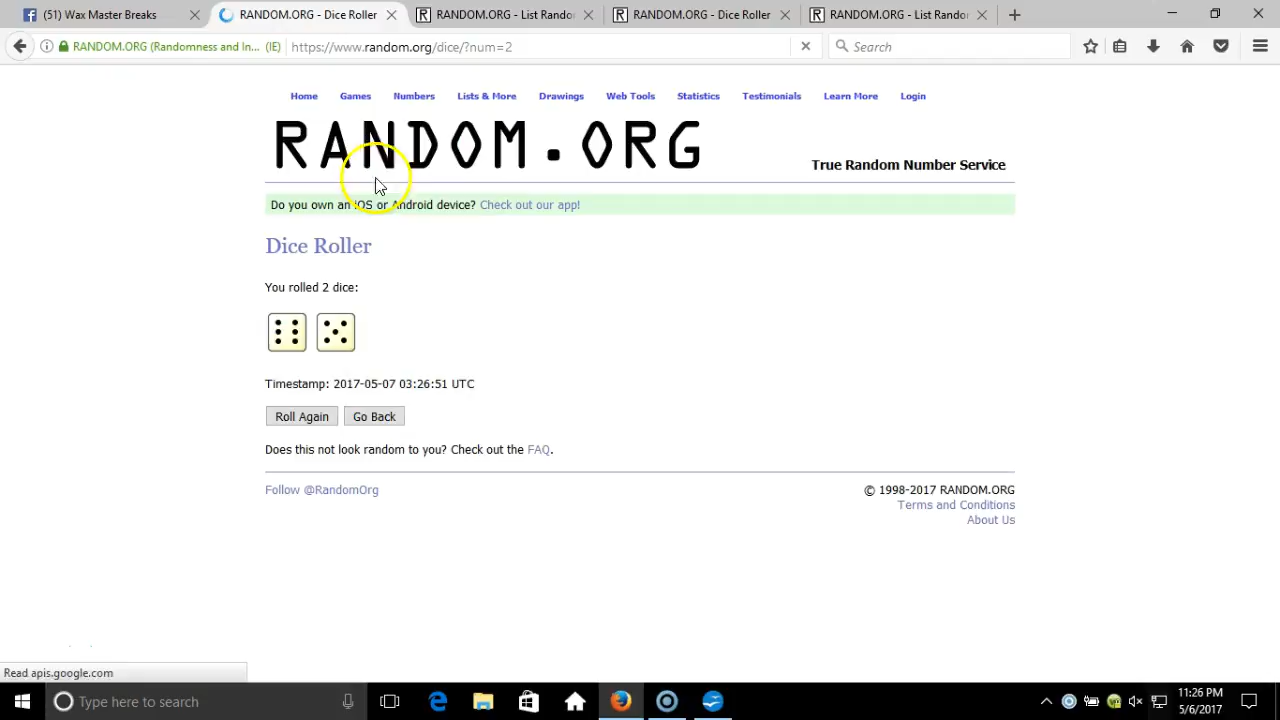 (51) Wax Master Breaks
RANDOM.ORG - Dice Roller
RANDOM.ORG - List Rando
RANDOM.ORG - Dice Roller
RANDOM.ORG - List Rando
RANDOM.ORG (Randomness and In... (IE)
https://www.random.org/dice/?num=2
Search
Home Games Numbers Lists & More Drawings Web Tools Statistics Testimonials Learn More Login
RANDOM.ORG
True Random Number Service
Do you own an iOS or Android device? Check out our app!
Dice Roller
You rolled 2 dice:
Timestamp: 2017-05-07 03:26:51 UTC
Roll Again Go Back
Does this not look random to you? Check out the FAQ.
Follow @RandomOrg
© 1998-2017 RANDOM.ORG
Terms and Conditions
About Us
Read apis.google.com
Type here to search
11:26 PM
5/6/2017